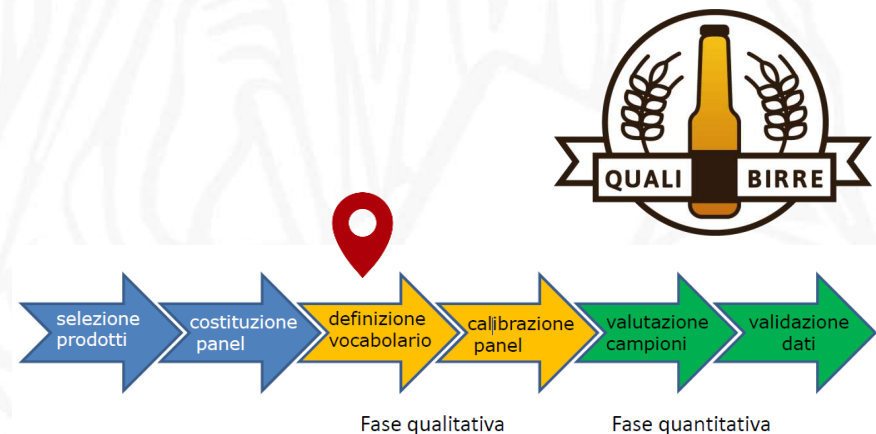 QUALI BIRRE
selezione
prodotti
costituzione
panel
definizione
vocabolario
calibrazione
panel
valutazione
campioni
validazione
dati
Fase qualitativa
Fase quantitativa